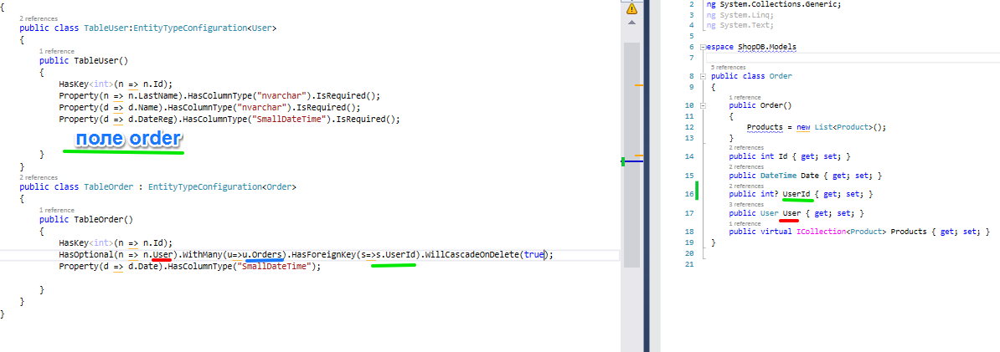 {
2 references
public class TableUser:EntityTypeConfiguration<User>
{
1 reference
public TableUser()
{
HasKey<int>(n => n.Id);
Property(n => n.LastName).HasColumnType("nvarchar").IsRequired();
Property(d => d.Name).HasColumnType("nvarchar").IsRequired();
Property(d => d.DateReg).HasColumnType("SmallDateTime").IsRequired();
поле order
}
}
2 references
public class TableOrder : EntityTypeConfiguration<Order>
{
1 reference
public TableOrder()
{
HasKey<int>(n => n.Id);
HasOptional(n => n.User).WithMany(u=>u.Orders).HasForeignKey(s=>s.UserId).WillCascadeOnDelete(true);
Property(d => d.Date).HasColumnType("SmallDateTime");
}
}
}
2 ng System.Collections.Generic;
3 ng System.Linq;
4 ng System.Text;
5
6 espace ShopDB.Models
7
5 references
8 public class Order
9 {
1 reference
10 public Order()
11 {
12 Products = new List<Product>();
13 }
2 references
14 public int Id { get; set; }
2 references
15 public DateTime Date { get; set; }
2 references
16 public int? UserId { get; set; }
3 references
17 public User User { get; set; }
1 reference
18 public virtual ICollection<Product> Products { get; set; }
19 }
20
21